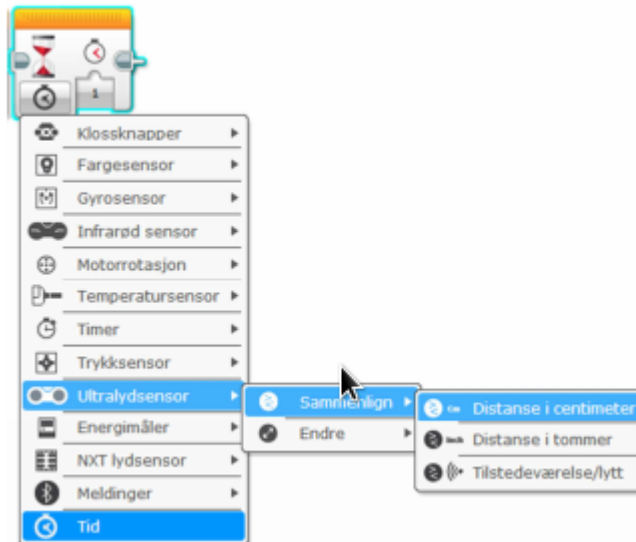 1
Klossknapper
Fargesensor
Gyrosensor
Infrarød sensor
Motorrotasjon
Temperatursensor
Timer
Trykksensor
Ultralydsensor
Energimåler
NXT lydsensor
Meldinger
Tid
Sammenlign
Endre
Distanse i centimeter
Distanse i tommer
Tilstedeværelse/lytt